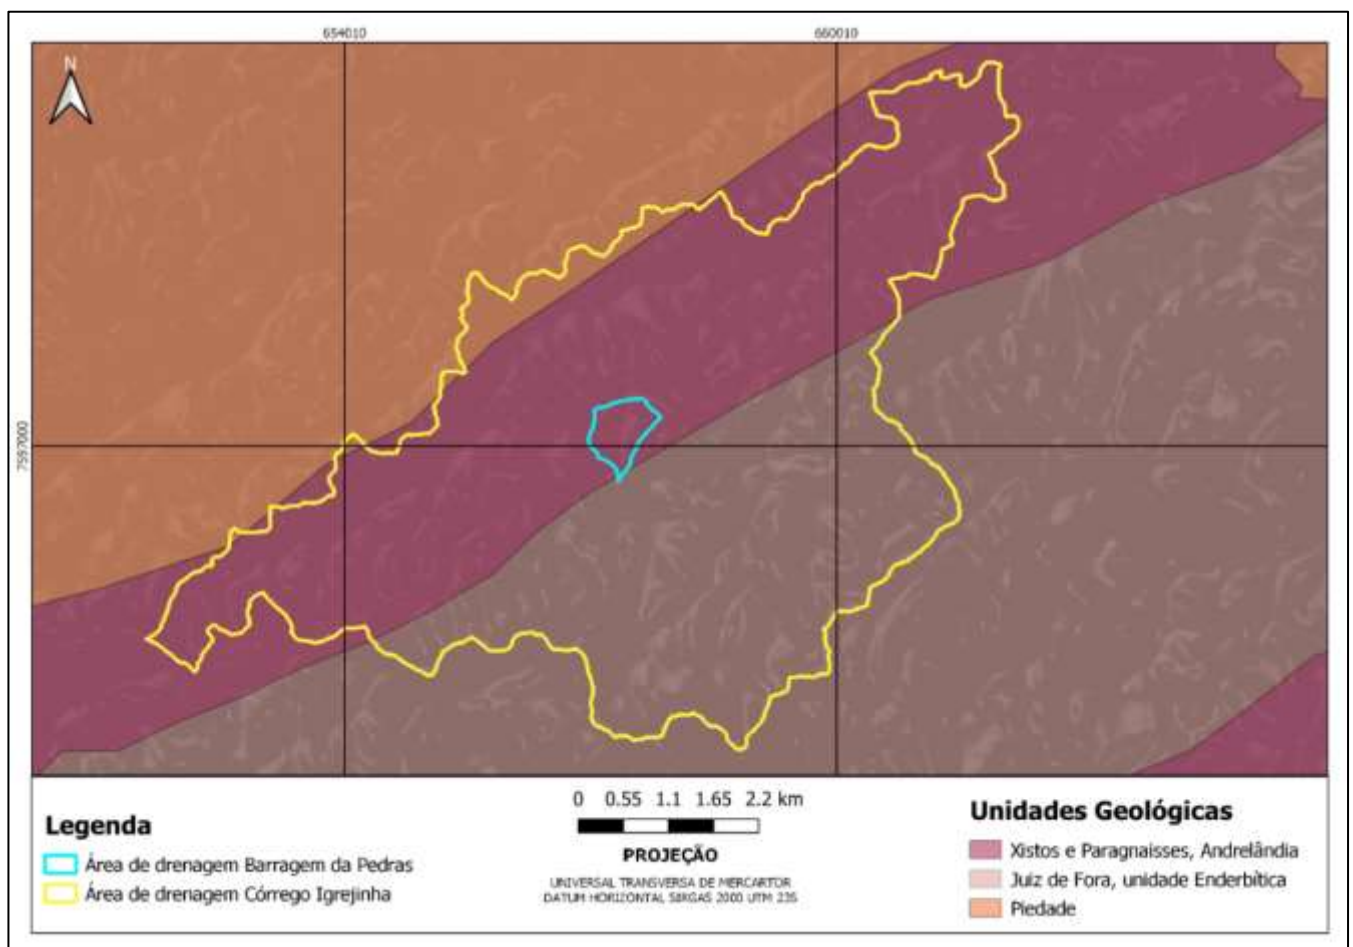 654010 660010
N
7597000
Legenda
Área de drenagem Barragem da Pedras
Área de drenagem Córrego Igrejinha
0 0.55 1.1 1.65 2.2 km
PROJEÇÃO
UNIVERSAL TRANSVERSA DE MERCARTOR
DATUM HORIZONTAL SIRGAS 2000 UTM 23S
Unidades Geológicas
Xistos e Paragnaisses, Andrelândia
Juiz de Fora, unidade Enderbítica
Piedade